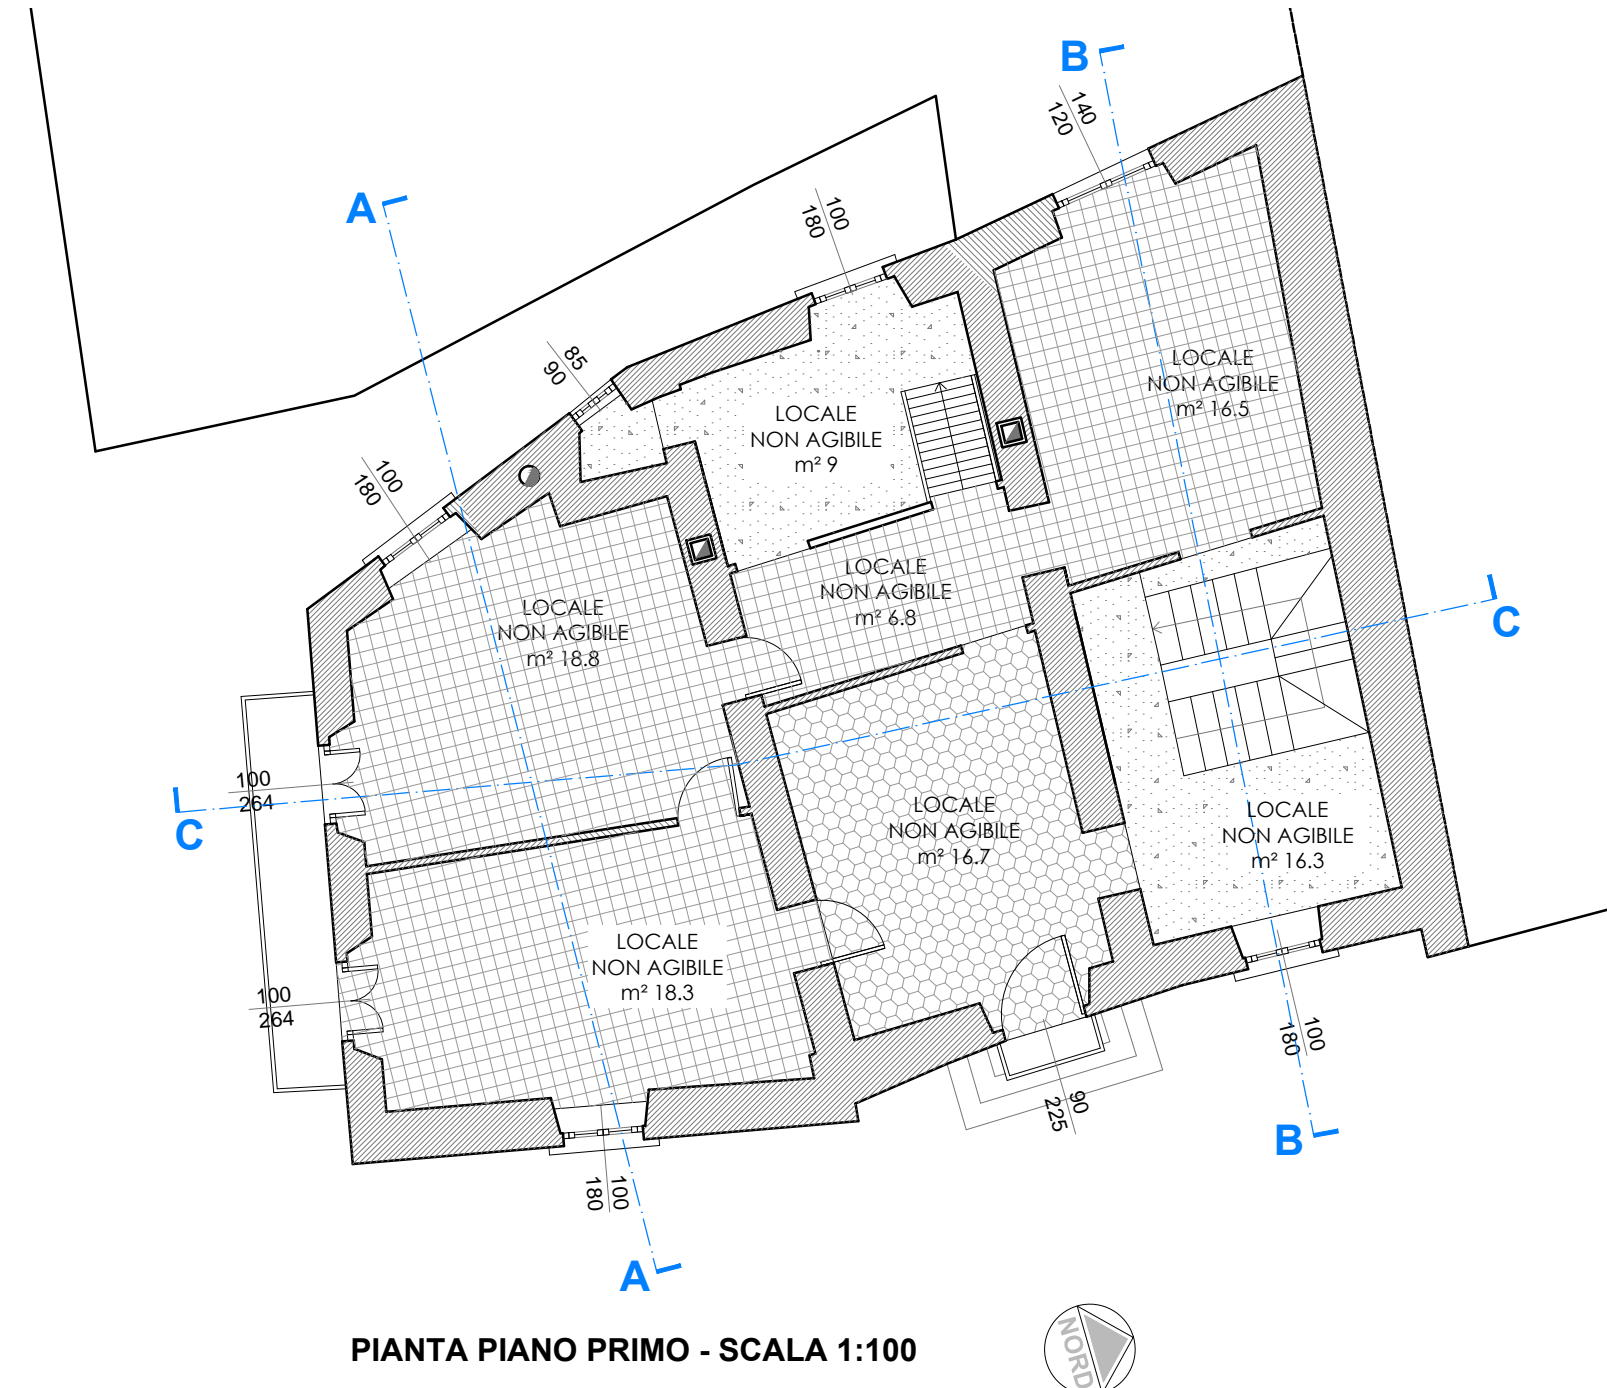 B
140
120
A
100
180
85
90
LOCALE
NON AGIBILE
m² 16.5
LOCALE
NON AGIBILE
m² 9
100
180
LOCALE
NON AGIBILE
m² 6.8
LOCALE
NON AGIBILE
m² 18.8
C
100
264
C
LOCALE
NON AGIBILE
m² 16.7
LOCALE
NON AGIBILE
m² 16.3
LOCALE
NON AGIBILE
m² 18.3
100
264
100
180
90
225
B
100
180
A
PIANTA PIANO PRIMO - SCALA 1:100
NORD